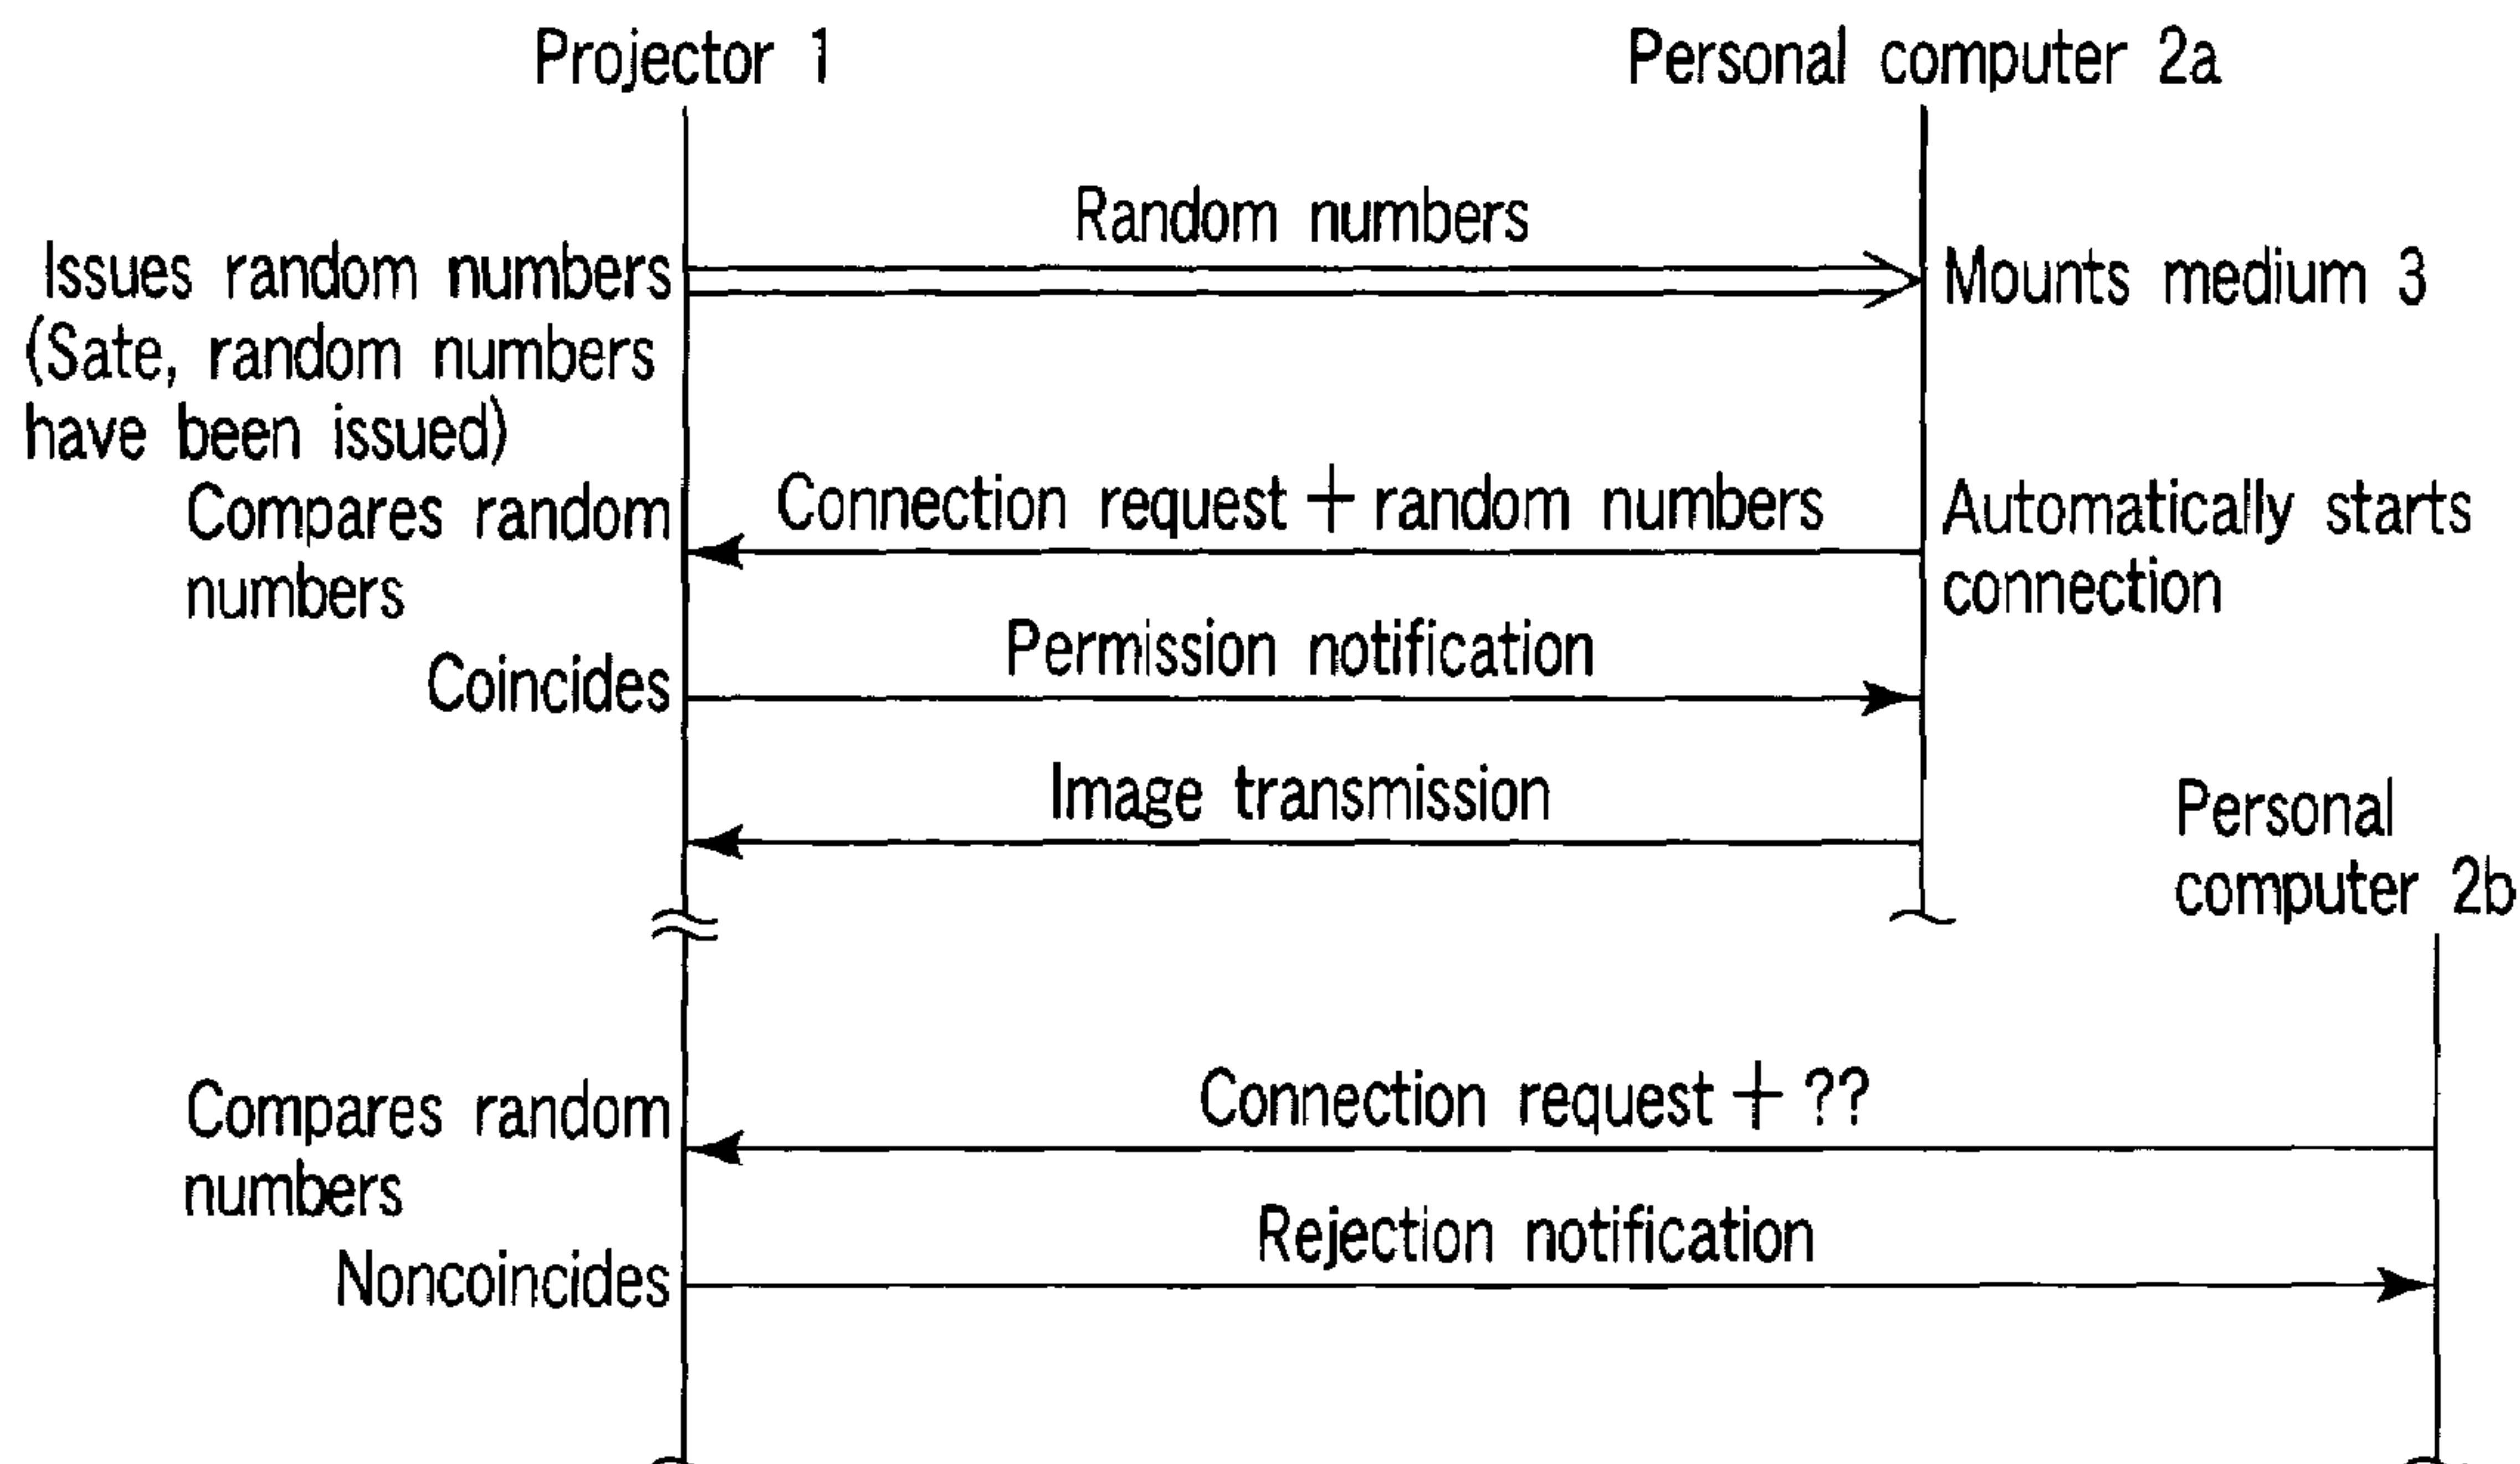 Projector 1
Personal computer 2a
Random numbers
Issues random numbers
(Sate, random numbers
have been issued)
Mounts medium 3
Compares random
numbers
Connection request + random numbers
Automatically starts
connection
Permission notification
Coincides
Image transmission
Personal
computer 2b
Connection request + ??
Compares random
numbers
Rejection notification
Noncoincides